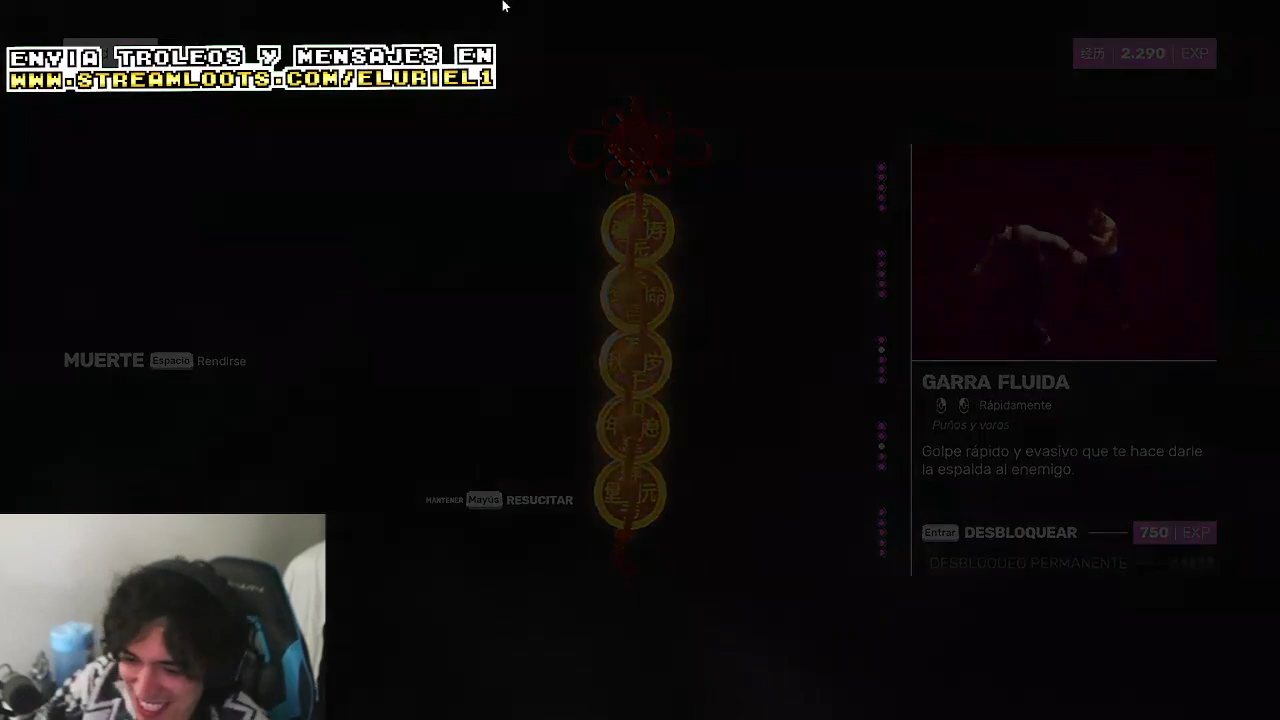 ENVIA TROLEOS Y MENSAJES EN
WWW.STREAMLOOTS.COM/ELURIEL1
经历 2.290 EXP
MUERTE Espacio Rendirse
MANTENER Mayús RESUCITAR
GARRA FLUIDA
Rápidamente
Puños y varas
Golpe rápido y evasivo que te hace darle
la espalda al enemigo.
Entrar DESBLOQUEAR 750 EXP
DESBLOQUEO PERMANENTE